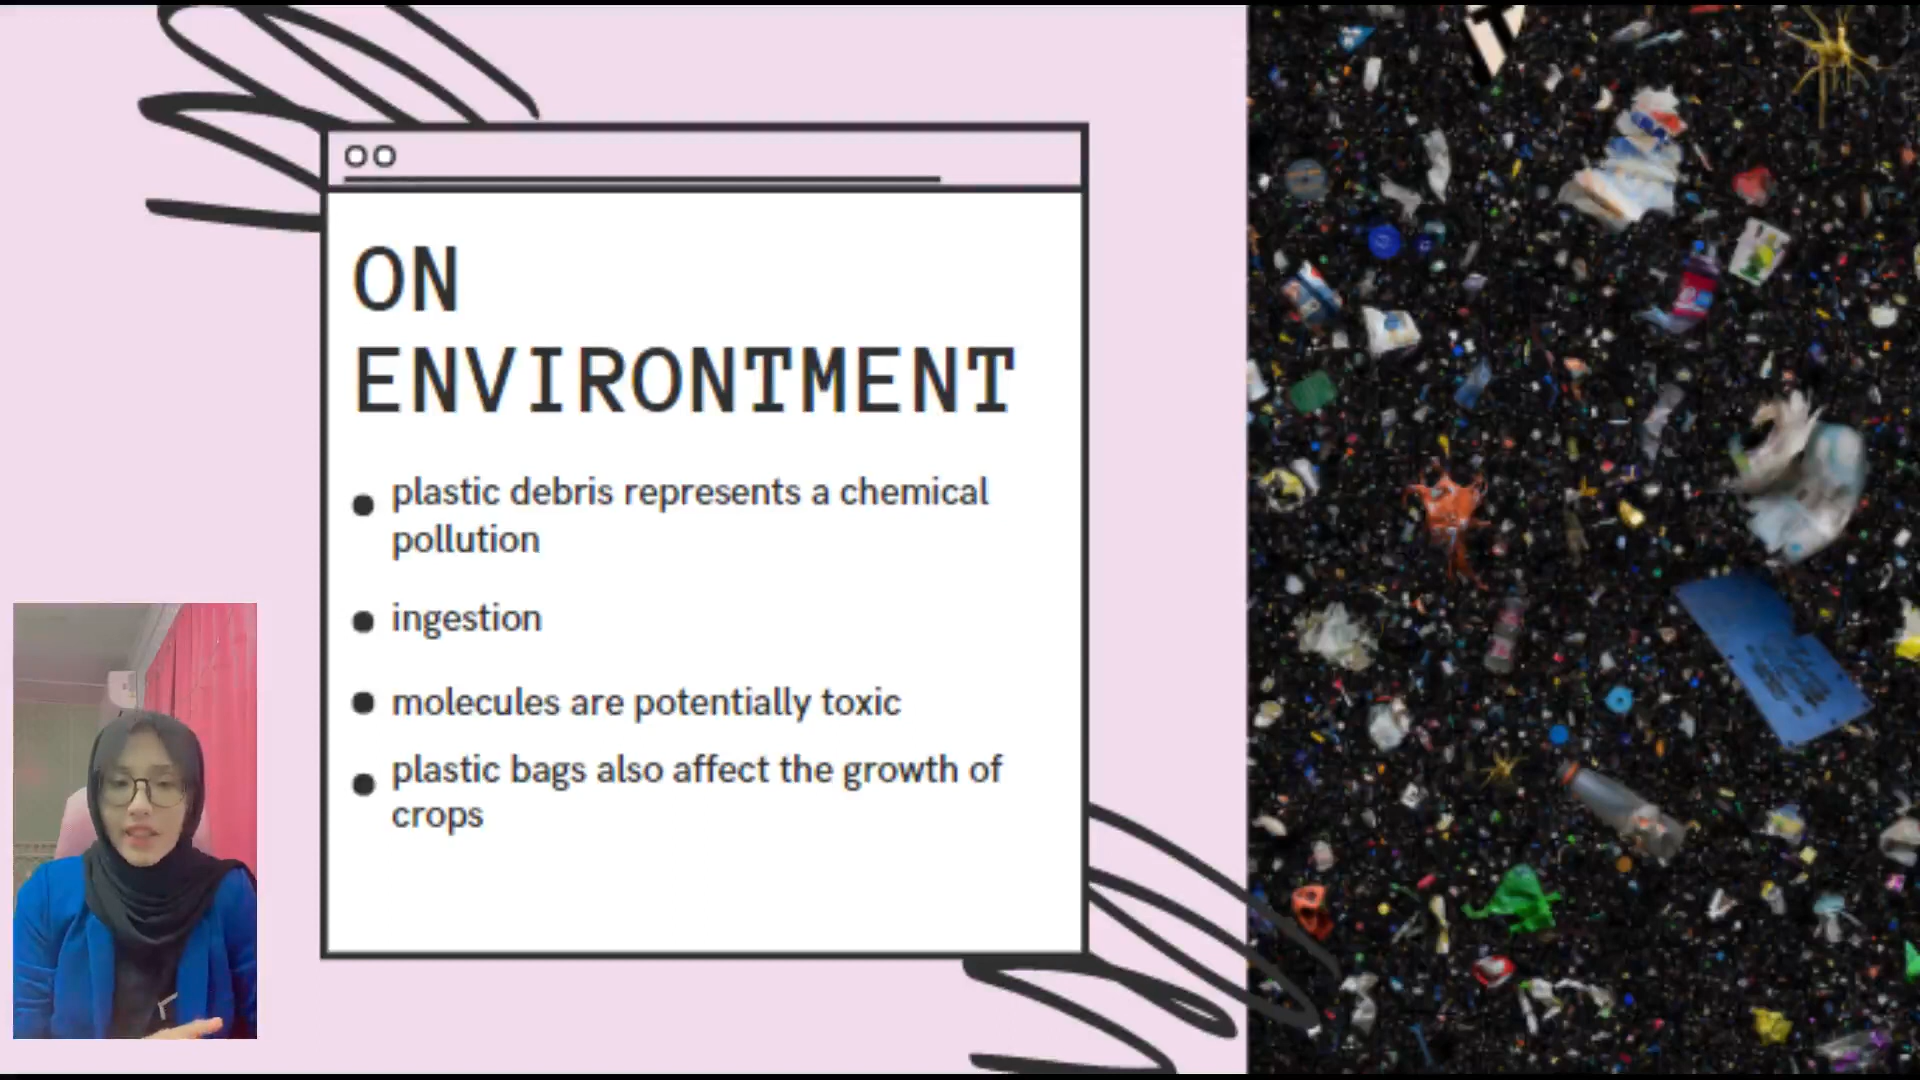 ON
ENVIRONTMENT
plastic debris represents a chemical
pollution
ingestion
molecules are potentially toxic
plastic bags also affect the growth of
crops